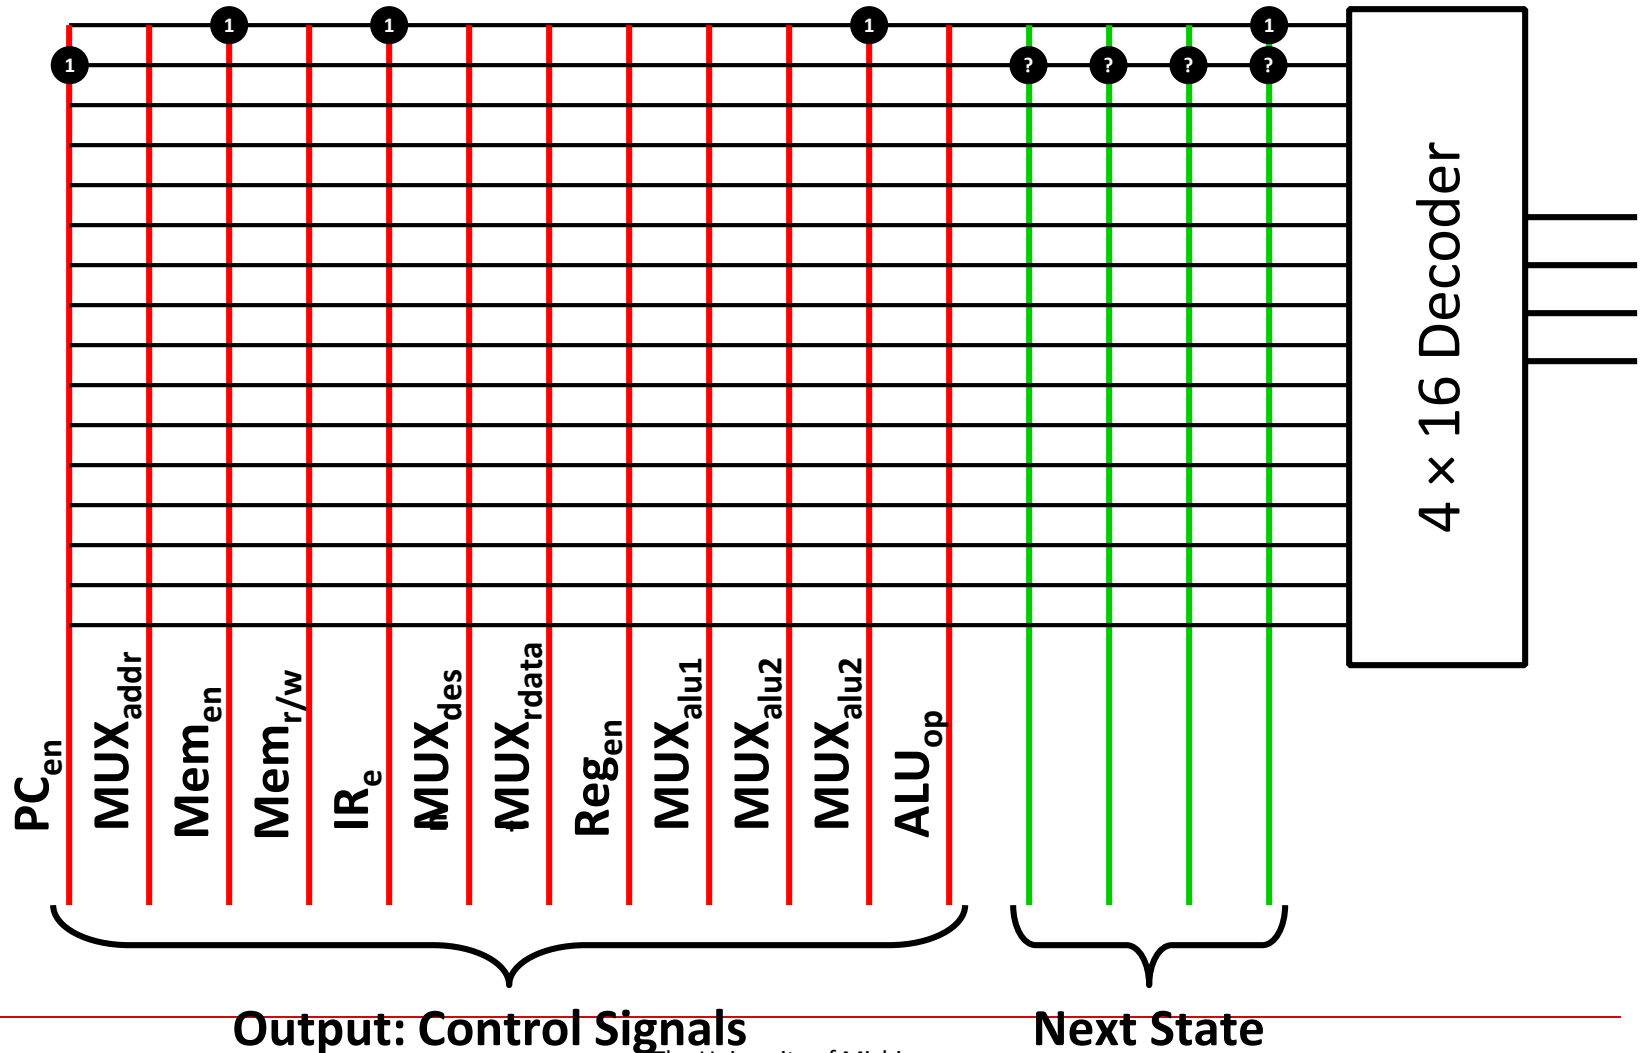 1 1 1 1
1 ? ? ? ?
4 × 16 Decoder
PCen
MUXaddr
Memen
Memr/w
IRe
MUXdes
MUXrdata
Regen
MUXalu1
MUXalu2
MUXalu2
ALUop
Output: Control Signals
Next State